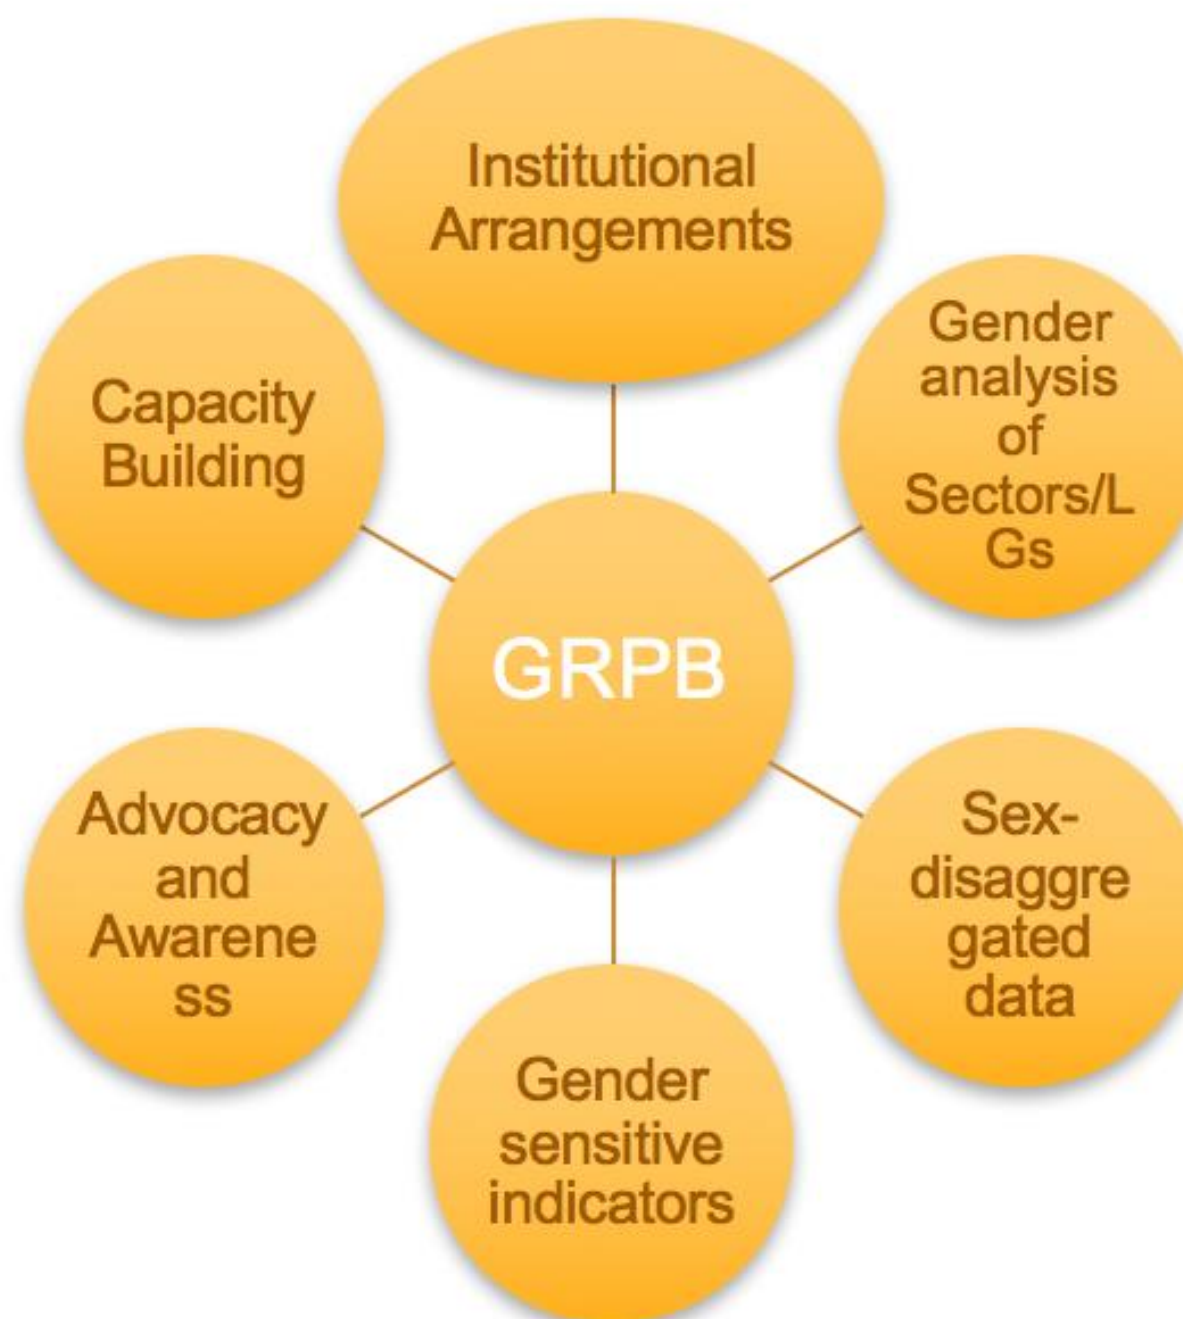 Institutional
Arrangements
Gender
analysis
of
Sectors/L
Gs
Capacity
Building
GRPB
Advocacy
and
Awarene
ss
Sex-
disaggre
gated
data
Gender
sensitive
indicators